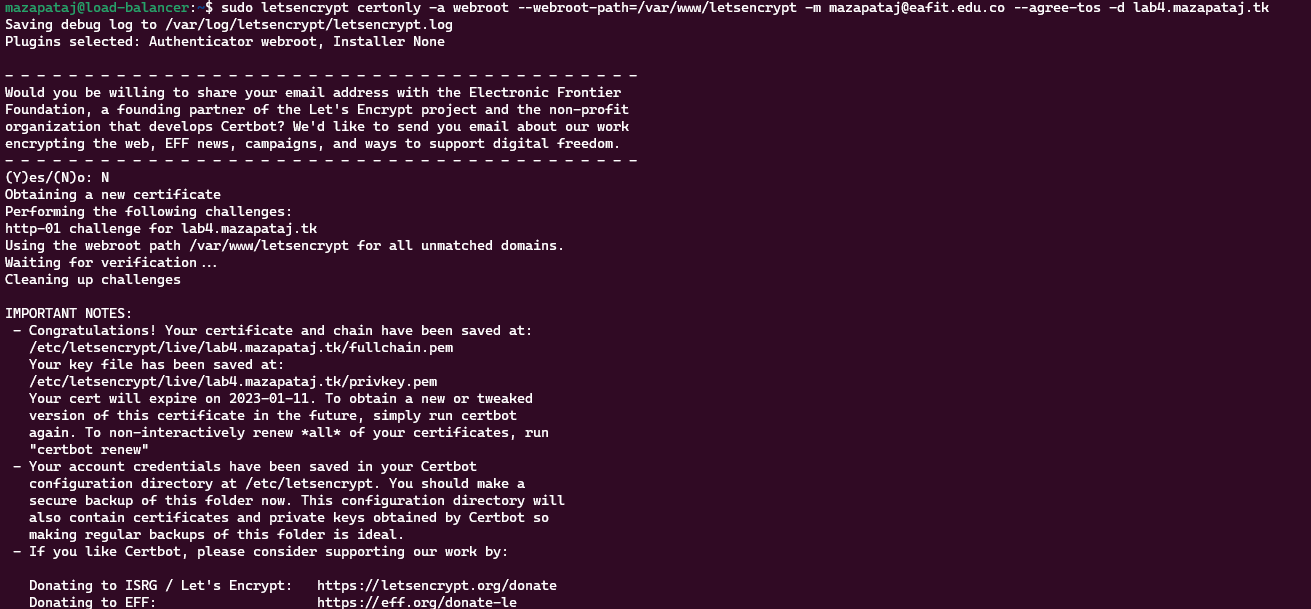 mazapataj@load-balancer:~$ sudo letsencrypt certonly -a webroot --webroot-path=/var/www/letsencrypt -m mazapataj@eafit.edu.co --agree-tos -d lab4.mazapataj.tk
Saving debug log to /var/log/letsencrypt/letsencrypt.log
Plugins selected: Authenticator webroot, Installer None
- - - - - - - - - - - - - - - - - - - - - - - - - - - - - - - - - - - - - - - -
Would you be willing to share your email address with the Electronic Frontier
Foundation, a founding partner of the Let's Encrypt project and the non-profit
organization that develops Certbot? We'd like to send you email about our work
encrypting the web, EFF news, campaigns, and ways to support digital freedom.
- - - - - - - - - - - - - - - - - - - - - - - - - - - - - - - - - - - - - - - -
(Y)es/(N)o: N
Obtaining a new certificate
Performing the following challenges:
http-01 challenge for lab4.mazapataj.tk
Using the webroot path /var/www/letsencrypt for all unmatched domains.
Waiting for verification...
Cleaning up challenges
IMPORTANT NOTES:
- Congratulations! Your certificate and chain have been saved at:
/etc/letsencrypt/live/lab4.mazapataj.tk/fullchain.pem
Your key file has been saved at:
/etc/letsencrypt/live/lab4.mazapataj.tk/privkey.pem
Your cert will expire on 2023-01-11. To obtain a new or tweaked
version of this certificate in the future, simply run certbot
again. To non-interactively renew *all* of your certificates, run
"certbot renew"
- Your account credentials have been saved in your Certbot
configuration directory at /etc/letsencrypt. You should make a
secure backup of this folder now. This configuration directory will
also contain certificates and private keys obtained by Certbot so
making regular backups of this folder is ideal.
- If you like Certbot, please consider supporting our work by:
Donating to ISRG / Let's Encrypt:   https://letsencrypt.org/donate
Donating to EFF:                    https://eff.org/donate-le